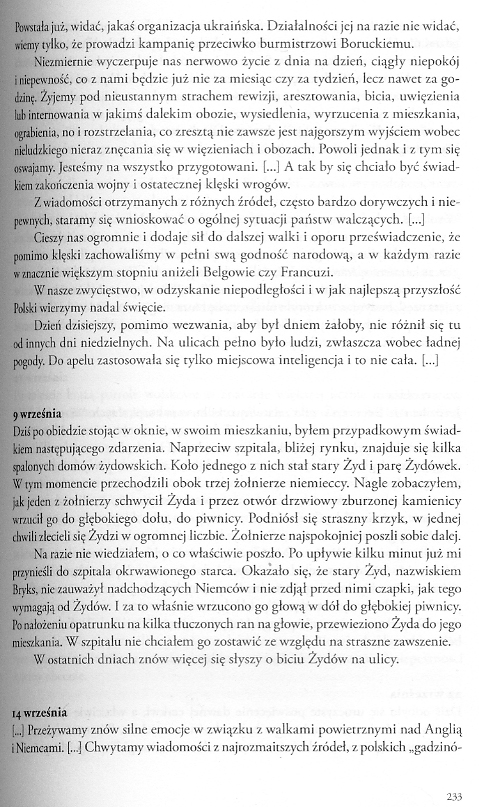 Powstała już, widać, jakaś organizacja ukraińska. Działalności jej na razie nie widać,
wiemy tylko, że prowadzi kampanię przeciwko burmistrzowi Boruckiemu.
Niezmiernie wyczerpuje nas nerwowo życie z dnia na dzień, ciągły niepokój
i niepewność, co z nami będzie już nie za miesiąc czy za tydzień, lecz nawet za go-
dzinę. Żyjemy pod nieustannym strachem rewizji, aresztowania, bicia, uwięzienia
lub internowania w jakimś dalekim obozie, wysiedlenia, wyrzucenia z mieszkania,
ograbienia, no i rozstrzelania, co zresztą nie zawsze jest najgorszym wyjściem wobec
nieludzkiego nieraz znęcania się w więzieniach i obozach. Powoli jednak i z tym się
oswajamy. Jesteśmy na wszystko przygotowani. [...] A tak by się chciało być świad-
kiem zakończenia wojny i ostatecznej klęski wrogów.
Z wiadomości otrzymanych z różnych źródeł, często bardzo dorywczych i nie-
pewnych, staramy się wnioskować o ogólnej sytuacji państw walczących. [...]
Cieszy nas ogromnie i dodaje sił do dalszej walki i oporu przeświadczenie, że
pomimo klęski zachowaliśmy w pełni swą godność narodową, a w każdym razie
w znacznie większym stopniu aniżeli Belgowie czy Francuzi.
W nasze zwycięstwo, w odzyskanie niepodległości i w jak najlepszą przyszłość
Polski wierzymy nadal święcie.
Dzień dzisiejszy, pomimo wezwania, aby był dniem żałoby, nie różnił się tu
od innych dni niedzielnych. Na ulicach pełno było ludzi, zwłaszcza wobec ładnej
pogody. Do apelu zastosowała się tylko miejscowa inteligencja i to nie cała. [...]
9 września
Dziś po obiedzie stojąc w oknie, w swoim mieszkaniu, byłem przypadkowym świad-
kiem następującego zdarzenia. Naprzeciw szpitala, bliżej rynku, znajduje się kilka
spalonych domów żydowskich. Koło jednego z nich stał stary Żyd i parę Żydówek.
W tym momencie przechodzili obok trzej żołnierze niemieccy. Nagle zobaczyłem,
jak jeden z żołnierzy schwycił Żyda i przez otwór drzwiowy zburzonej kamienicy
wrzucił go do głębokiego dołu, do piwnicy. Podniósł się straszny krzyk, w jednej
chwili zlecieli się Żydzi w ogromnej liczbie. Żołnierze najspokojniej poszli sobie dalej.
Na razie nie wiedziałem, o co właściwie poszło. Po upływie kilku minut już mi
przynieśli do szpitala okrwawionego starca. Okazało się, że stary Żyd, nazwiskiem
Bryks, nie zauważył nadchodzących Niemców i nie zdjął przed nimi czapki, jak tego
wymagają od Żydów. I za to właśnie wrzucono go głową w dół do głębokiej piwnicy.
Po nałożeniu opatrunku na kilka tłuczonych ran na głowie, przewieziono Żyda do jego
mieszkania. W szpitalu nie chciałem go zostawić ze względu na straszne zawszenie.
W ostatnich dniach znów więcej się słyszy o biciu Żydów na ulicy.
14 września
[...] Przeżywamy znów silne emocje w związku z walkami powietrznymi nad Anglią
i Niemcami. [...] Chwytamy wiadomości z najrozmaitszych źródeł, z polskich „gadzinó-
233